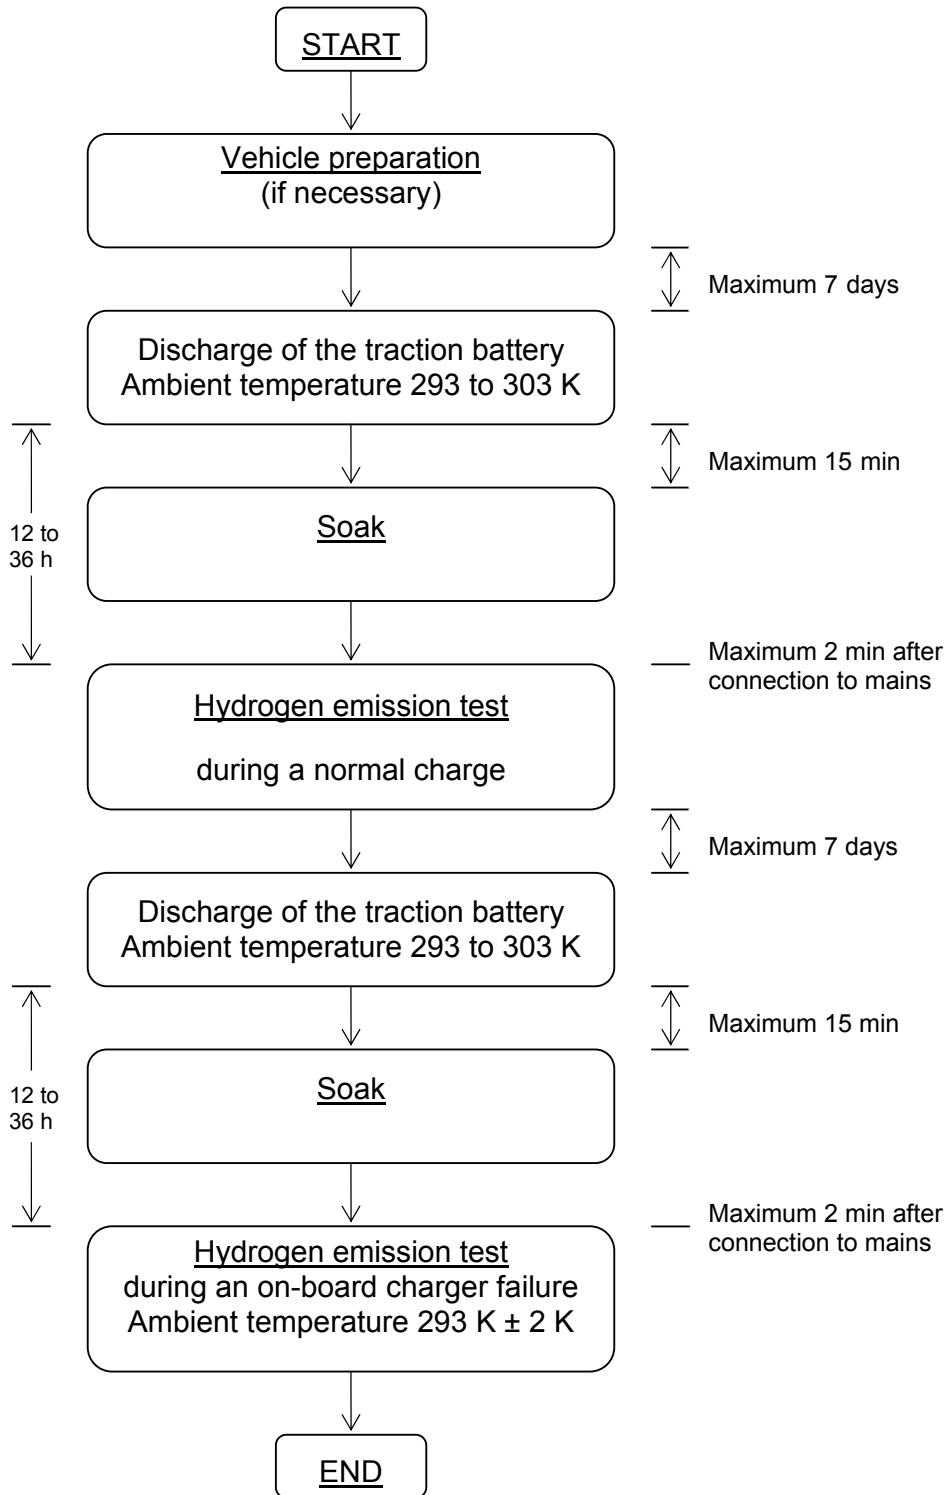 START
Vehicle preparation
(if necessary)
Maximum 7 days
Discharge of the traction battery
Ambient temperature 293 to 303 K
Maximum 15 min
12 to
36 h
Soak
Maximum 2 min after
connection to mains
Hydrogen emission test
during a normal charge
Maximum 7 days
Discharge of the traction battery
Ambient temperature 293 to 303 K
Maximum 15 min
12 to
36 h
Soak
Maximum 2 min after
connection to mains
Hydrogen emission test
during an on-board charger failure
Ambient temperature 293 K ± 2 K
END